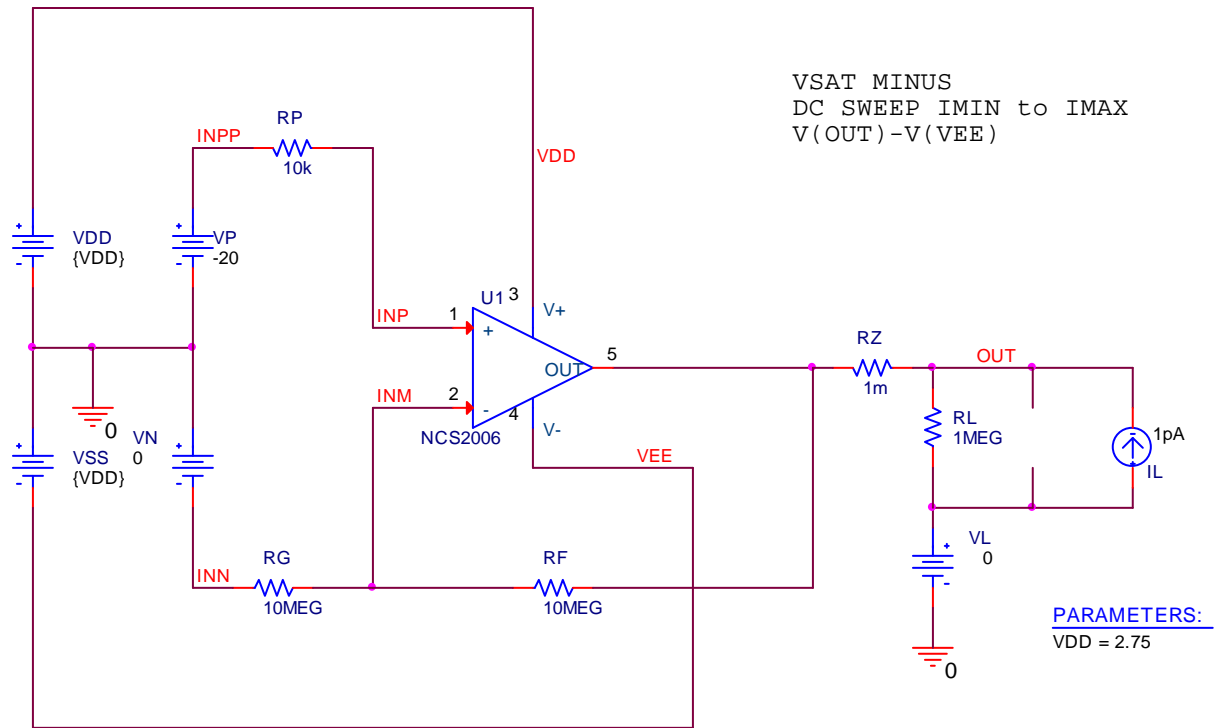 VSAT MINUS
DC SWEEP IMIN to IMAX
V(OUT)-V(VEE)
RP
INPP
10k
VDD
VDD
{VDD}
+
-
VP
-20
+
-
U1
3
V+
INP
1
+
OUT
5
INM
2
-
4
V-
NCS2006
VEE
0
VSS
{VDD}
+
-
VN
0
+
-
INN
RG
10MEG
RF
10MEG
RZ
1m
OUT
RL
1MEG
1pA
-
+
IL
VL
0
+
-
0
PARAMETERS:
VDD = 2.75